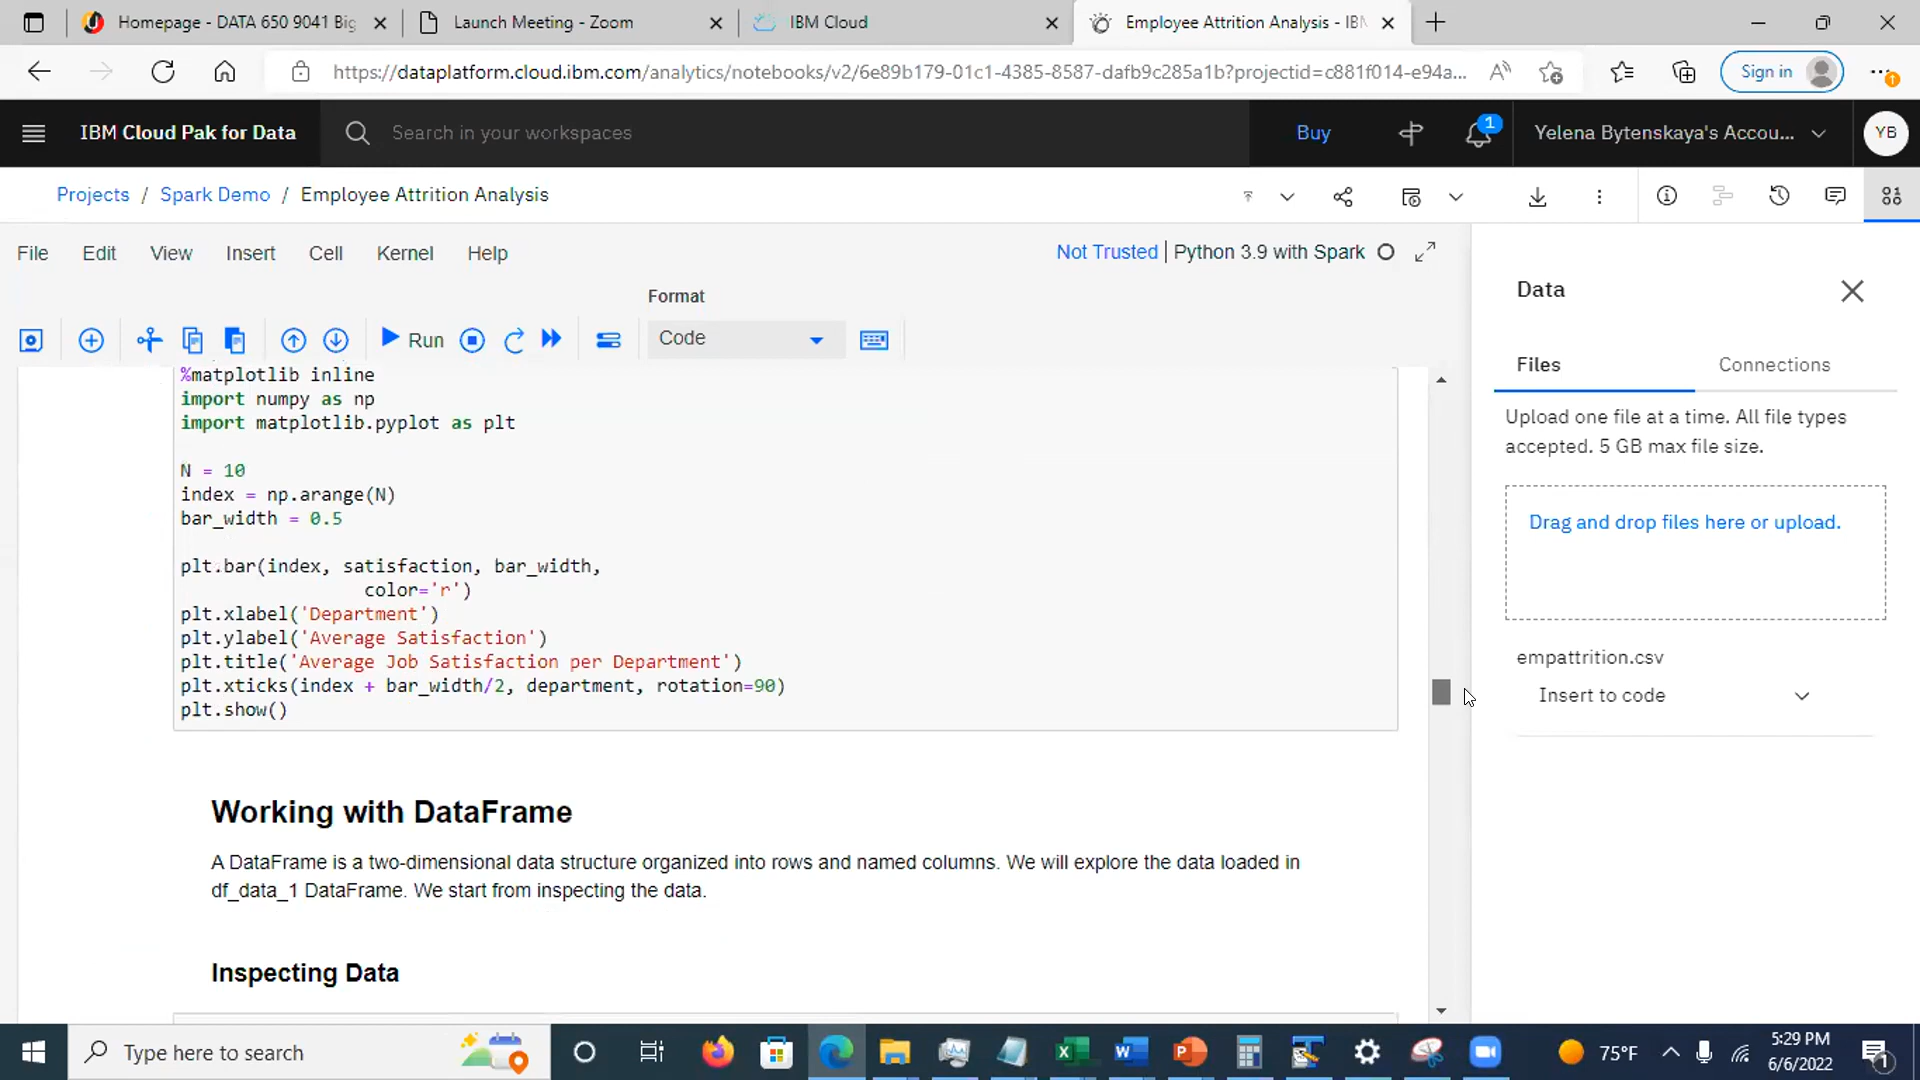 Homepage - DATA 650 9041 Big
Launch Meeting - Zoom
IBM Cloud
Employee Attrition Analysis - IBM
https://dataplatform.cloud.ibm.com/analytics/notebooks/v2/6e89b179-01c1-4385-8587-dafb9c285a1b?projectid=c881f014-e94a...
Sign in
IBM Cloud Pak for Data
Search in your workspaces
Buy
1
Yelena Bytenskaya's Accou...
YB
Projects / Spark Demo / Employee Attrition Analysis
File Edit View Insert Cell Kernel Help
Not Trusted | Python 3.9 with Spark
Format
Run
Code
%matplotlib inline
import numpy as np
import matplotlib.pyplot as plt
N = 10
index = np.arange(N)
bar_width = 0.5
plt.bar(index, satisfaction, bar_width,
color='r')
plt.xlabel('Department')
plt.ylabel('Average Satisfaction')
plt.title('Average Job Satisfaction per Department')
plt.xticks(index + bar_width/2, department, rotation=90)
plt.show()
Working with DataFrame
A DataFrame is a two-dimensional data structure organized into rows and named columns. We will explore the data loaded in
df_data_1 DataFrame. We start from inspecting the data.
Inspecting Data
Data
Files
Connections
Upload one file at a time. All file types
accepted. 5 GB max file size.
Drag and drop files here or upload.
empattrition.csv
Insert to code
Type here to search
75°F
5:29 PM
6/6/2022
1